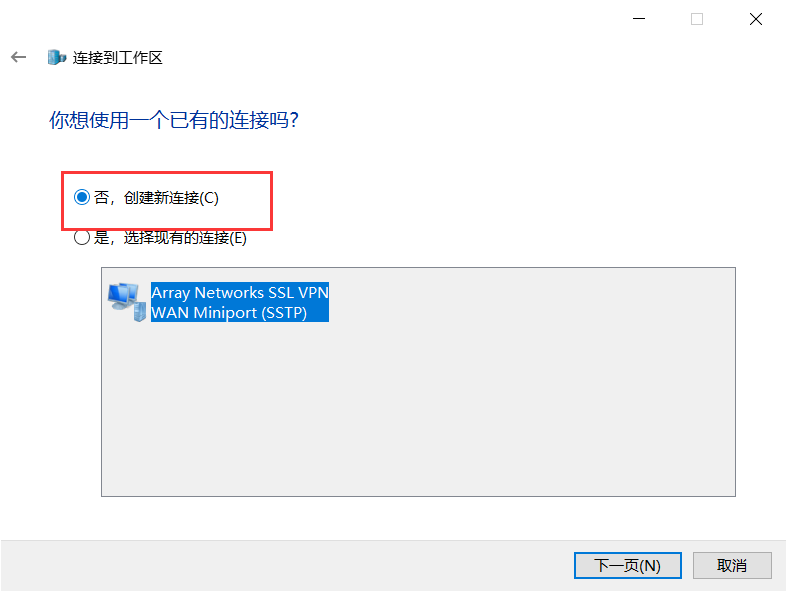 连接到工作区
你想使用一个已有的连接吗?
否，创建新连接(C)
是，选择现有的连接(E)
Array Networks SSL VPN
WAN Miniport (SSTP)
下一页(N)
取消